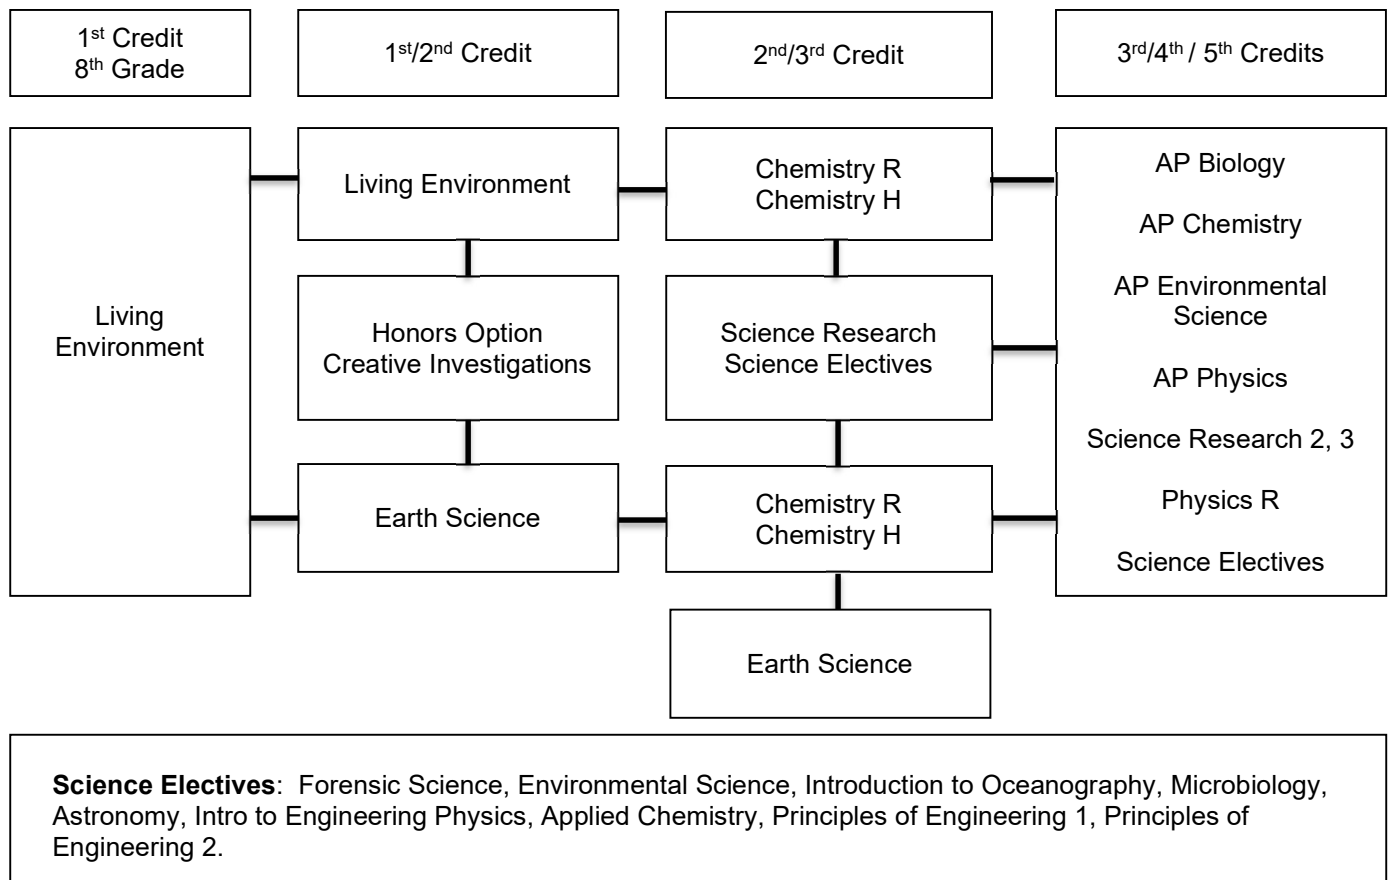 1st Credit
8th Grade
1st/2nd Credit
2nd/3rd Credit
3rd/4th / 5th Credits
Living
Environment
Living Environment
Honors Option
Creative Investigations
Earth Science
Chemistry R
Chemistry H
Science Research
Science Electives
Chemistry R
Chemistry H
Earth Science
AP Biology
AP Chemistry
AP Environmental
Science
AP Physics
Science Research 2, 3
Physics R
Science Electives
Science Electives:  Forensic Science, Environmental Science, Introduction to Oceanography, Microbiology,
Astronomy, Intro to Engineering Physics, Applied Chemistry, Principles of Engineering 1, Principles of
Engineering 2.